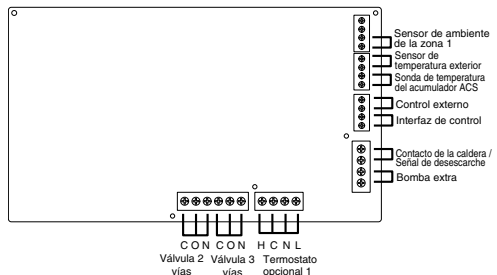 Sensor de ambiente
de la zona 1
Sensor de
temperatura exterior
Sonda de temperatura
del acumulador ACS
Control externo
Interfaz de control
Contacto de la caldera /
Señal de desescarche
Bomba extra
C O N C O N H C N L
Válvula 2
vías
Válvula 3
vías
Termostato
opcional 1